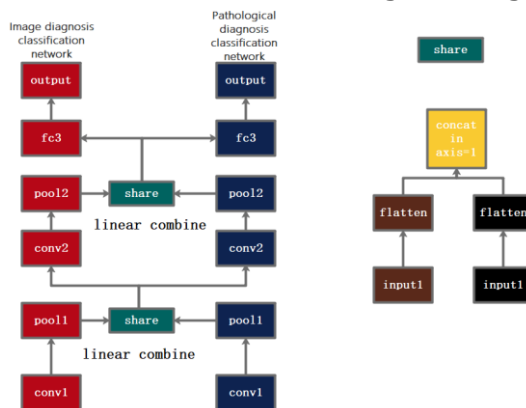 Image diagnosis
classification
network
output
fc3
pool2
conv2
pool1
conv1
Pathological
diagnosis
classification
network
output
fc3
pool2
conv2
pool1
conv1
share
linear combine
share
linear combine
share
concat
in
axis=1
flatten
flatten
input1
input1